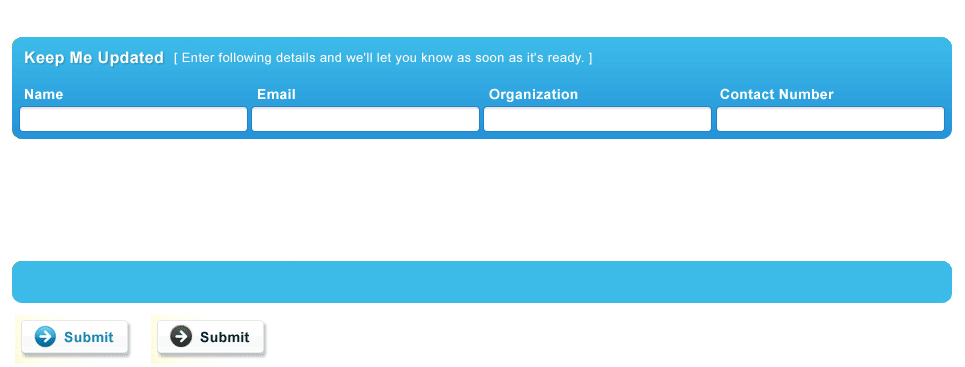 Keep Me Updated [ Enter following details and we'll let you know as soon as it's ready. ]
Name Email Organization Contact Number
Submit Submit